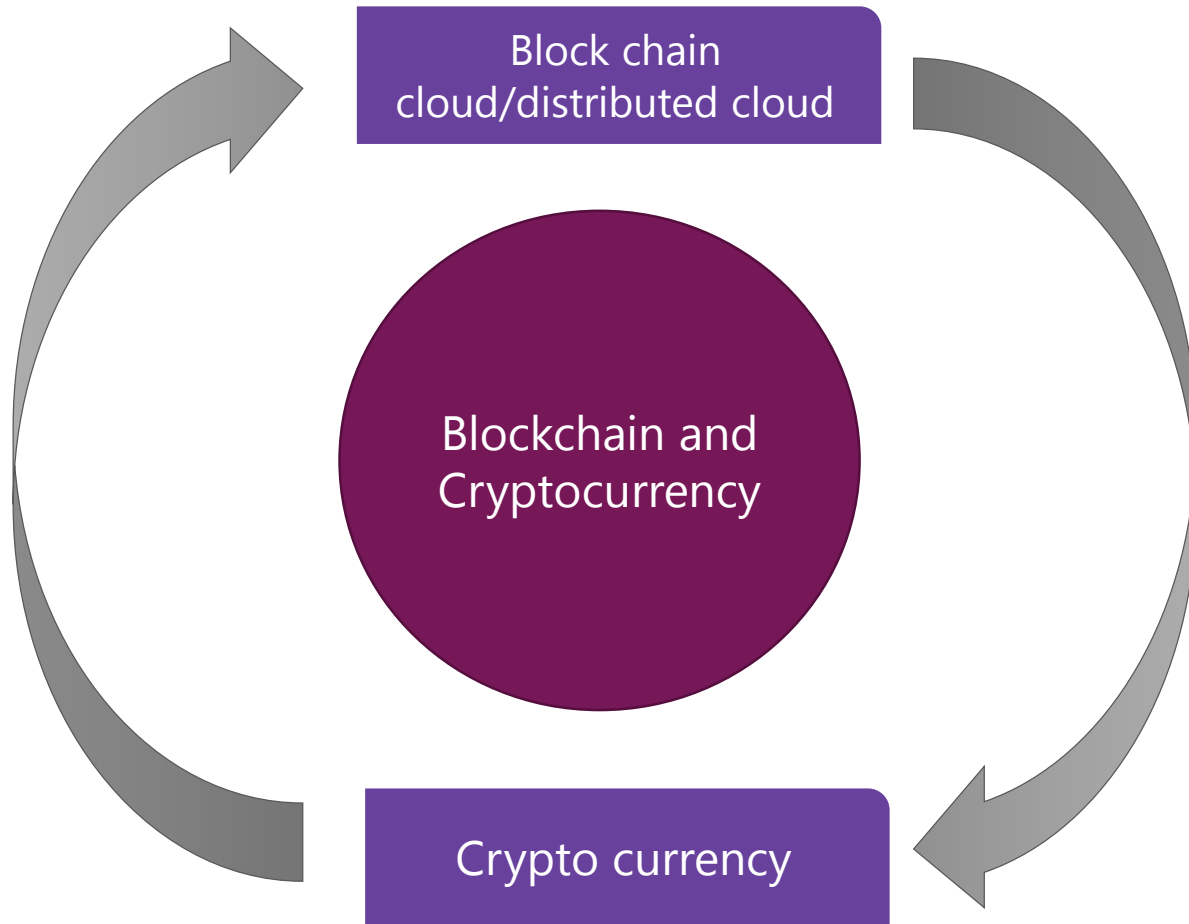 Block chain
cloud/distributed cloud
Blockchain and
Cryptocurrency
Crypto currency